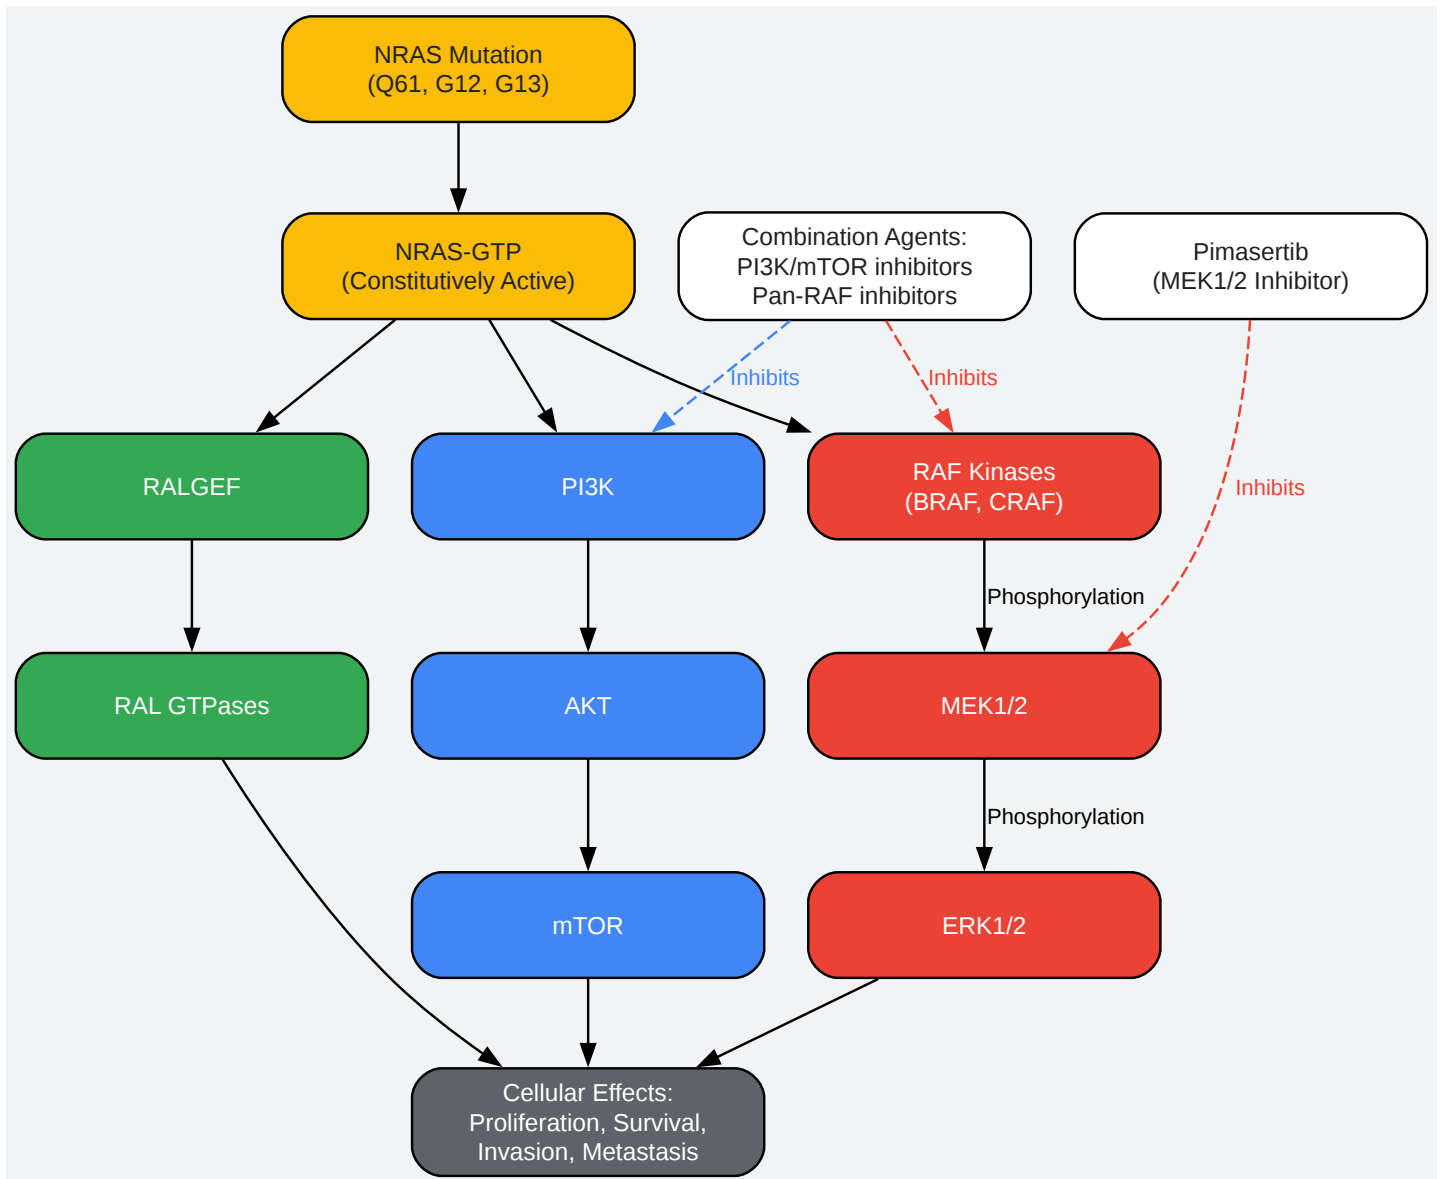 NRAS Mutation
(Q61, G12, G13)
NRAS-GTP
(Constitutively Active)
Combination Agents:
PI3K/mTOR inhibitors
Pan-RAF inhibitors
Pimasertib
(MEK1/2 Inhibitor)
Inhibits
Inhibits
RALGEF
PI3K
RAF Kinases
(BRAF, CRAF)
Inhibits
Phosphorylation
RAL GTPases
AKT
MEK1/2
Phosphorylation
mTOR
ERK1/2
Cellular Effects:
Proliferation, Survival,
Invasion, Metastasis